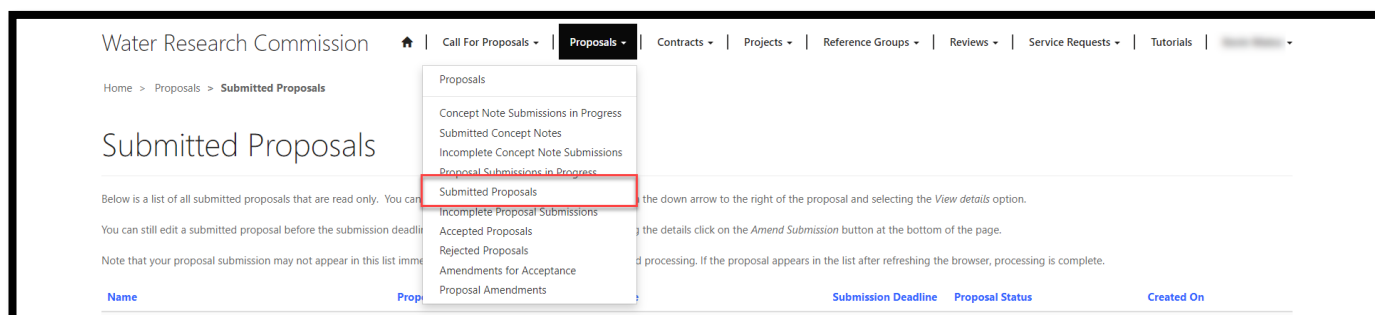 Water Research Commission | Call For Proposals | Proposals | Contracts | Projects | Reference Groups | Reviews | Service Requests | Tutorials |
Home > Proposals > Submitted Proposals
Proposals
Concept Note Submissions in Progress
Submitted Concept Notes
Incomplete Concept Note Submissions
Proposal Submissions in Progress
Submitted Proposals
Incomplete Proposal Submissions
Accepted Proposals
Rejected Proposals
Amendments for Acceptance
Proposal Amendments
Submitted Proposals
Below is a list of all submitted proposals that are read only. You can the down arrow to the right of the proposal and selecting the View details option.
You can still edit a submitted proposal before the submission the details click on the Amend Submission button at the bottom of the page.
Note that your proposal submission may not appear in this list processing. If the proposal appears in the list after refreshing the browser, processing is complete.
Name Submission Deadline Proposal Status Created On